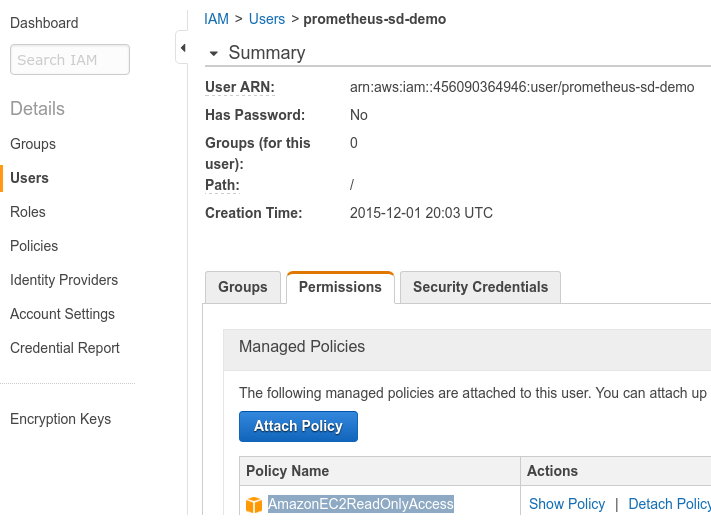 Dashboard
Search IAM
Details
Groups
Users
Roles
Policies
Identity Providers
Account Settings
Credential Report
Encryption Keys
IAM > Users > prometheus-sd-demo
Summary
User ARN: arn:aws:iam::456090364946:user/prometheus-sd-demo
Has Password: No
Groups (for this 0
user):
Path: /
Creation Time: 2015-12-01 20:03 UTC
Groups Permissions Security Credentials
Managed Policies
The following managed policies are attached to this user. You can attach up
Attach Policy
Policy Name Actions
AmazonEC2ReadOnlyAccess Show Policy | Detach Policy